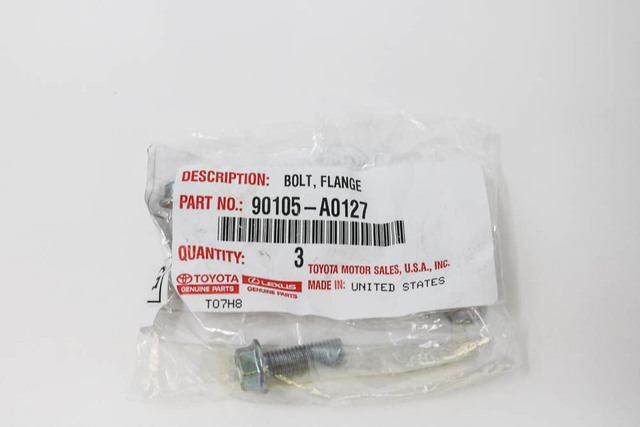 DESCRIPTION: BOLT, FLANGE
PART NO.: 90105-A0127
QUANTITY: 3
TOYOTA MOTOR SALES, U.S.A., INC.
TOYOTA LEXUS
GENUINE PARTS GENUINE PARTS
MADE IN: UNITED STATES
T07H8